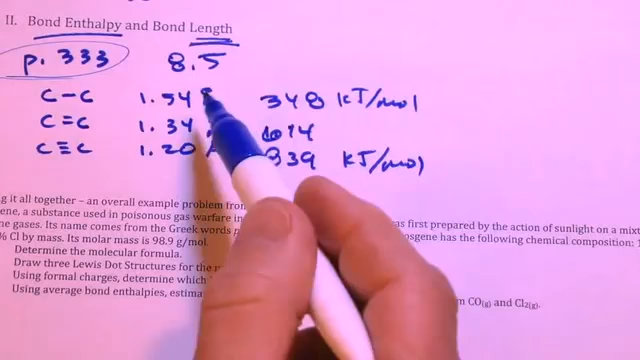 II. Bond Enthalpy and Bond Length
p. 333 8.5
C-C 1.54 348 KJ/mol
C=C 1.34 614
C≡C 1.20 839 KJ/mol
g it all together – an overall example problem from
ene, a substance used in poisonous gas warfare in was first prepared by the action of sunlight on a mixt
e gases. Its name comes from the Greek words p osgene has the following chemical composition: 1
% Cl by mass. Its molar mass is 98.9 g/mol.
Determine the molecular formula.
Draw three Lewis Dot Structures for the m
Using formal charges, determine which
Using average bond enthalpies, estima m CO(g) and Cl2(g).